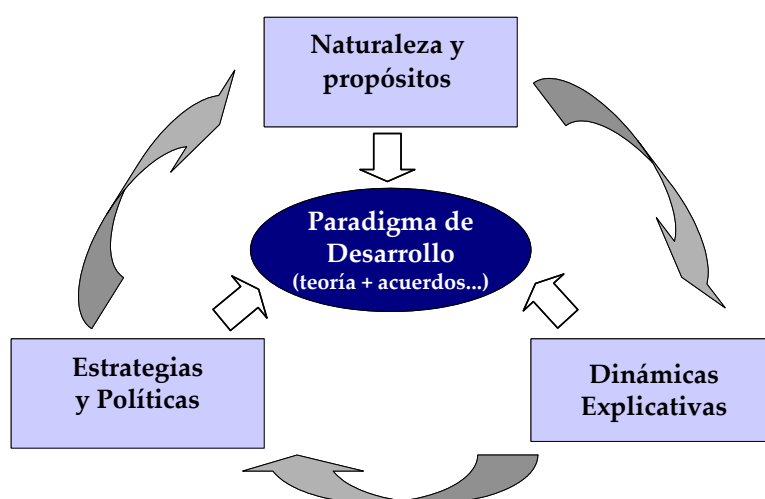 Naturaleza y
propósitos
Paradigma de
Desarrollo
(teoría + acuerdos...)
Estrategias
y Políticas
Dinámicas
Explicativas